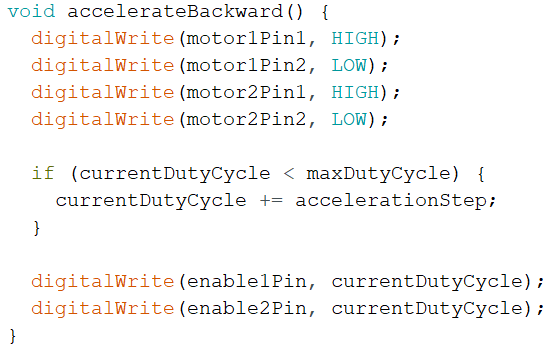 void accelerateBackward() {
  digitalWrite(motor1Pin1, HIGH);
  digitalWrite(motor1Pin2, LOW);
  digitalWrite(motor2Pin1, HIGH);
  digitalWrite(motor2Pin2, LOW);

  if (currentDutyCycle < maxDutyCycle) {
    currentDutyCycle += accelerationStep;
  }

  digitalWrite(enable1Pin, currentDutyCycle);
  digitalWrite(enable2Pin, currentDutyCycle);
}